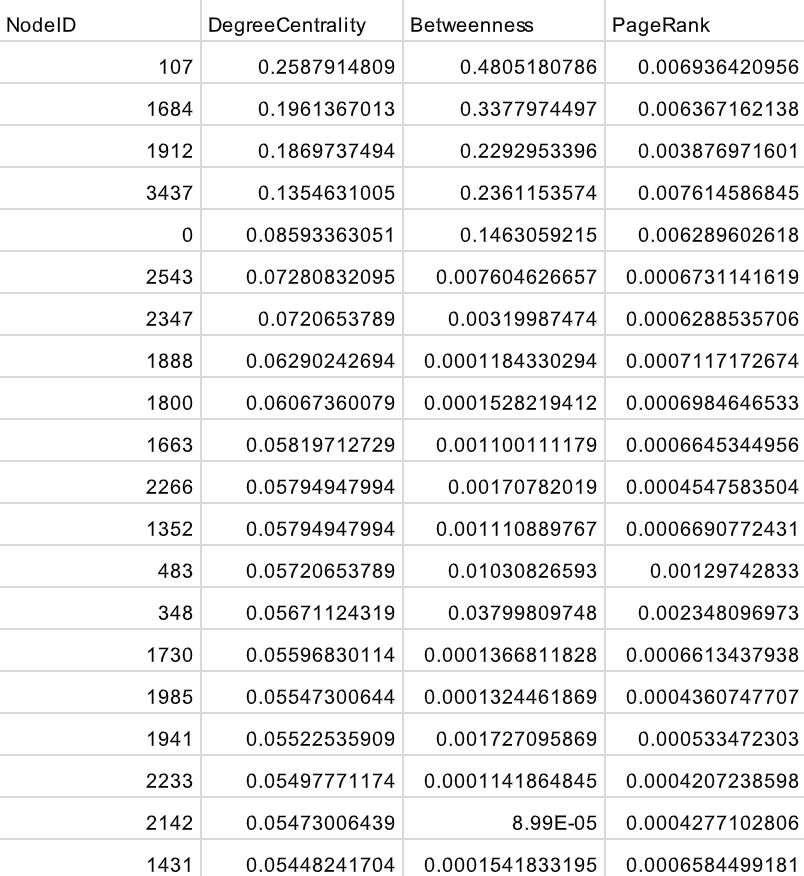 NodeID DegreeCentrality Betweenness PageRank
107 0.2587914809 0.4805180786 0.006936420956
1684 0.1961367013 0.3377974497 0.006367162138
1912 0.1869737494 0.2292953396 0.003876971601
3437 0.1354631005 0.2361153574 0.007614586845
0 0.08593363051 0.1463059215 0.006289602618
2543 0.07280832095 0.007604626657 0.0006731141619
2347 0.0720653789 0.00319987474 0.0006288535706
1888 0.06290242694 0.0001184330294 0.0007117172674
1800 0.06067360079 0.0001528219412 0.0006984646533
1663 0.05819712729 0.001100111179 0.0006645344956
2266 0.05794947994 0.00170782019 0.0004547583504
1352 0.05794947994 0.001110889767 0.0006690772431
483 0.05720653789 0.01030826593 0.00129742833
348 0.05671124319 0.03799809748 0.002348096973
1730 0.05596830114 0.0001366811828 0.0006613437938
1985 0.05547300644 0.0001324461869 0.0004360747707
1941 0.05522535909 0.001727095869 0.000533472303
2233 0.05497771174 0.0001141864845 0.0004207238598
2142 0.05473006439 8.99E-05 0.0004277102806
1431 0.05448241704 0.0001541833195 0.0006584499181